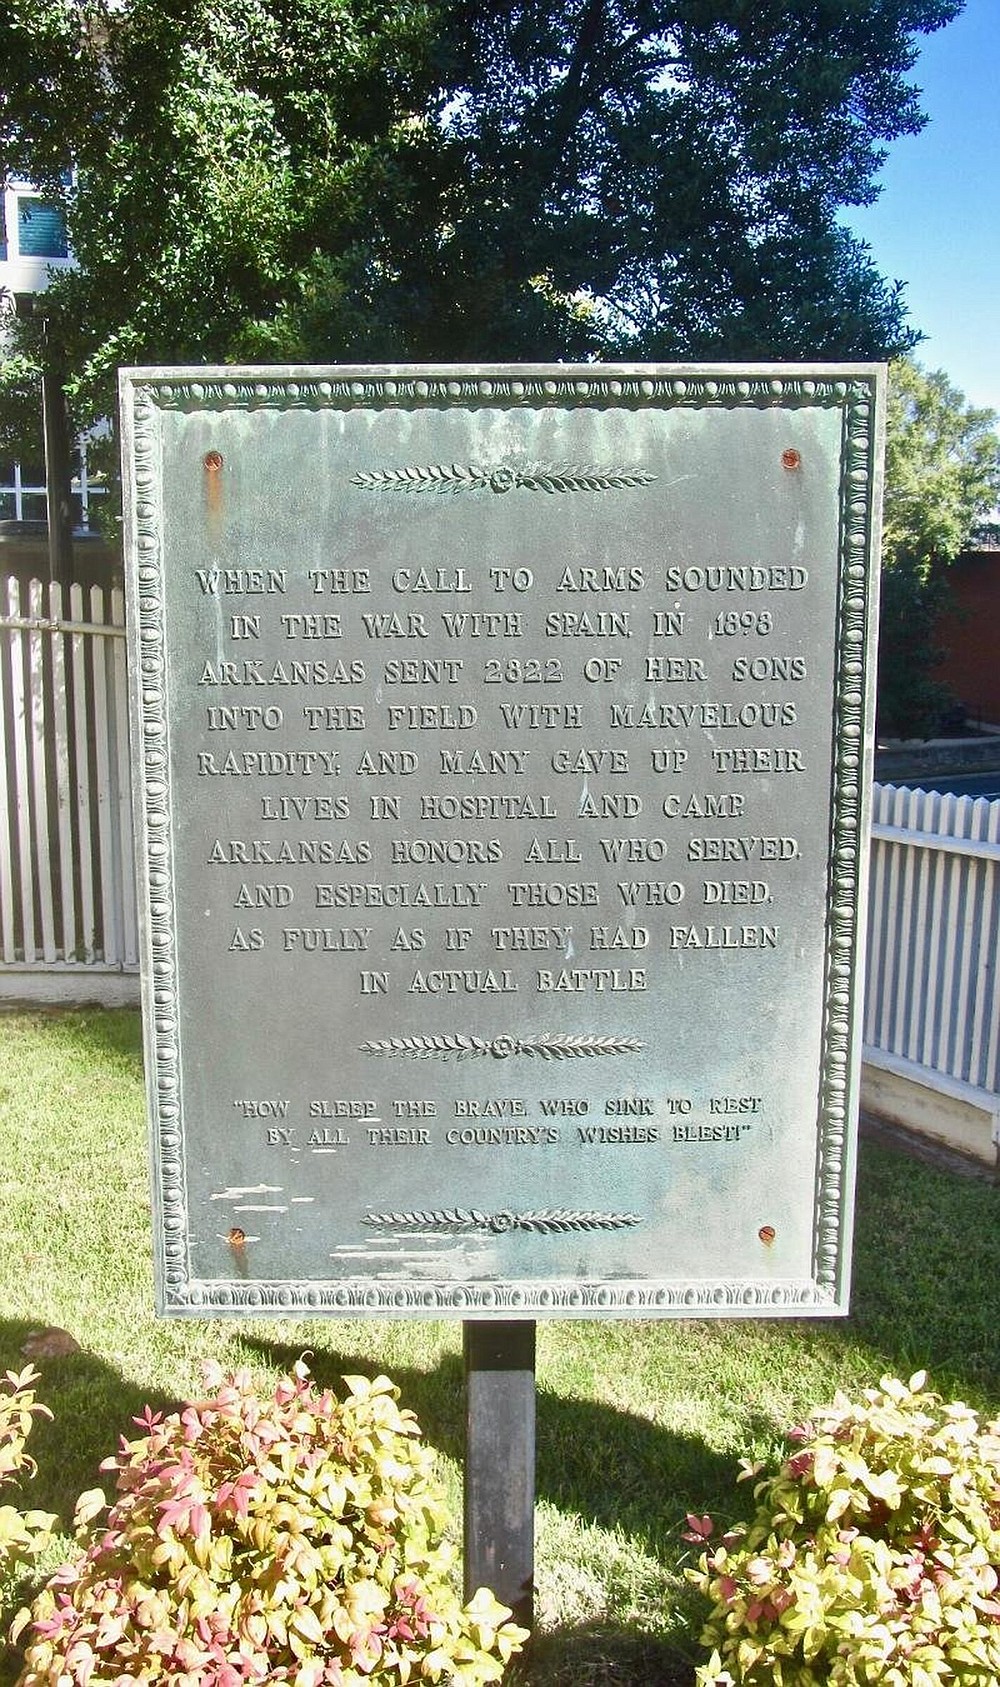 WHEN THE CALL TO ARMS SOUNDED
IN THE WAR WITH SPAIN, IN 1898
ARKANSAS SENT 2822 OF HER SONS
INTO THE FIELD WITH MARVELOUS
RAPIDITY, AND MANY GAVE UP THEIR
LIVES IN HOSPITAL AND CAMP.
ARKANSAS HONORS ALL WHO SERVED,
AND ESPECIALLY THOSE WHO DIED,
AS FULLY AS IF THEY HAD FALLEN
IN ACTUAL BATTLE
"HOW SLEEP THE BRAVE, WHO SINK TO REST
BY ALL THEIR COUNTRY'S WISHES BLEST!"